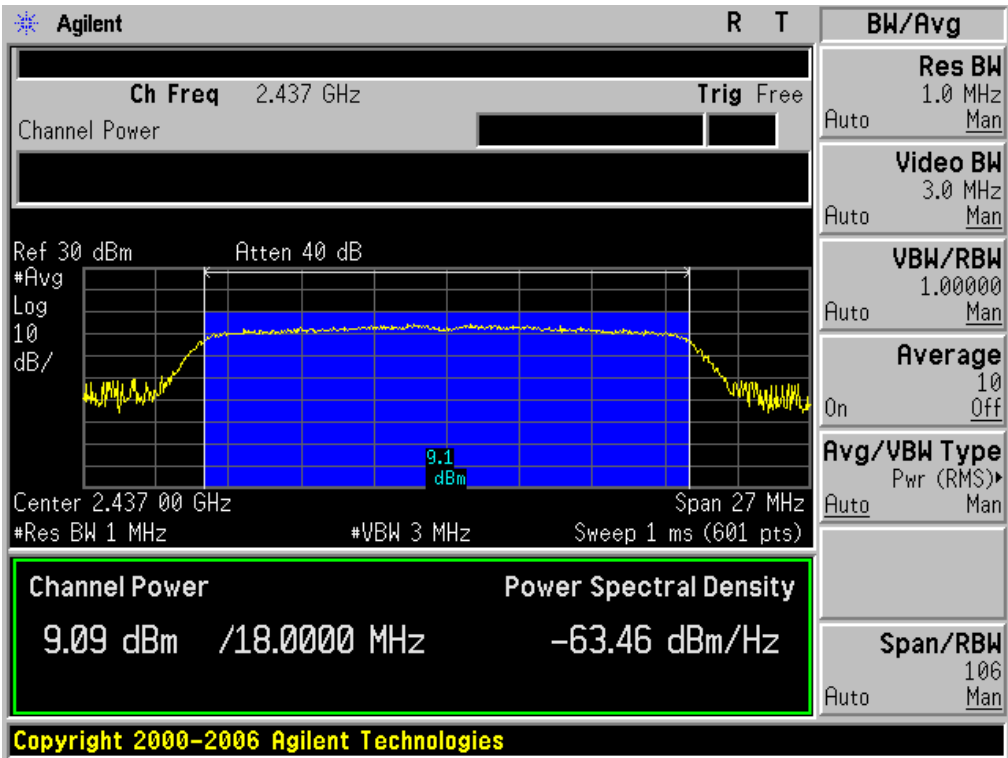 Agilent R T
Ch Freq 2.437 GHz Trig Free
Channel Power
Ref 30 dBm Atten 40 dB
#Avg
Log
10
dB/
9.1
dBm
Center 2.437 00 GHz Span 27 MHz
#Res BW 1 MHz #VBW 3 MHz Sweep 1 ms (601 pts)
Channel Power Power Spectral Density
9.09 dBm /18.0000 MHz -63.46 dBm/Hz
Copyright 2000-2006 Agilent Technologies
BW/Avg
Res BW
1.0 MHz
Auto Man
Video BW
3.0 MHz
Auto Man
VBW/RBW
1.00000
Auto Man
Average
10
On Off
Avg/VBW Type
Pwr (RMS)▸
Auto Man
Span/RBW
106
Auto Man